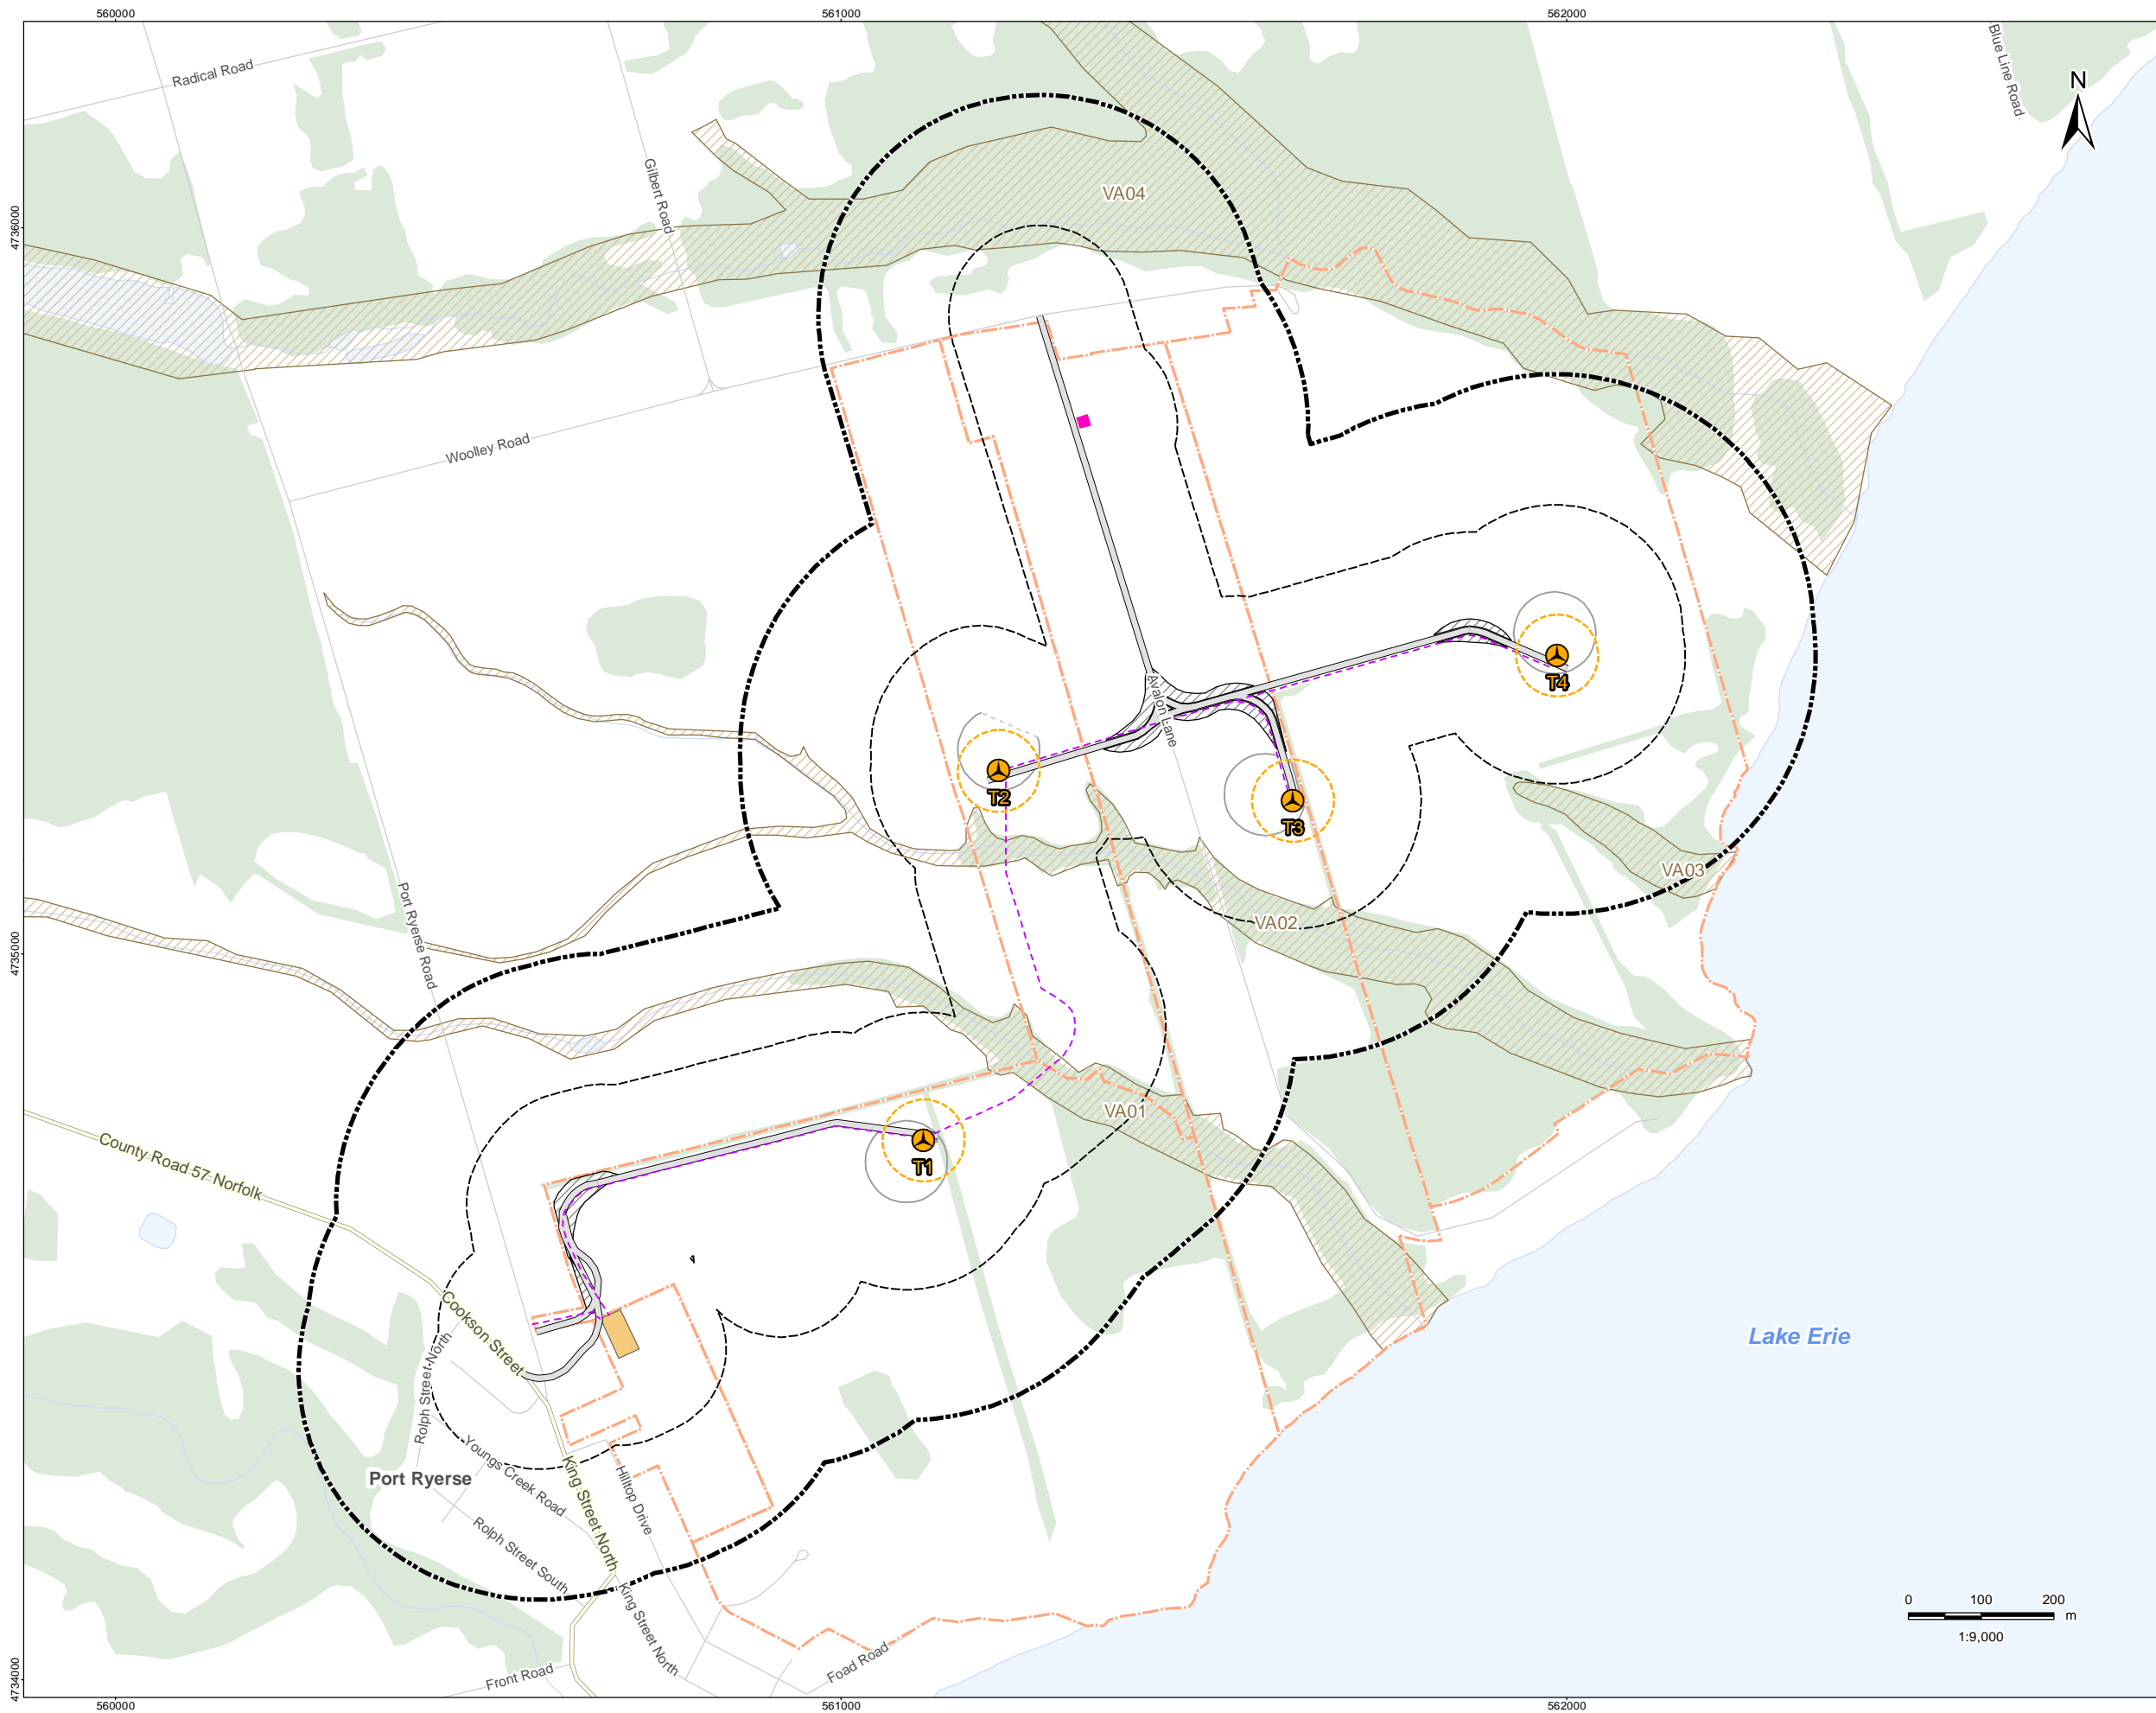 560000
561000
562000
Radical Road
Blue Line Road
N
Gilbert Road
VA04
4736000
Woolley Road
Avalon Lane
T4
T2
T3
VA03
Port Ryerse Road
VA02
4735000
VA01
County Road 57 Norfolk
T1
Cookson Street
Lake Erie
Rolph Street North
Port Ryerse
Youngs Creek Road
King Street North
Hilltop Drive
Rolph Street South
King Street North
Foad Road
Front Road
0 100 200
m
1:9,000
4734000
560000
561000
562000